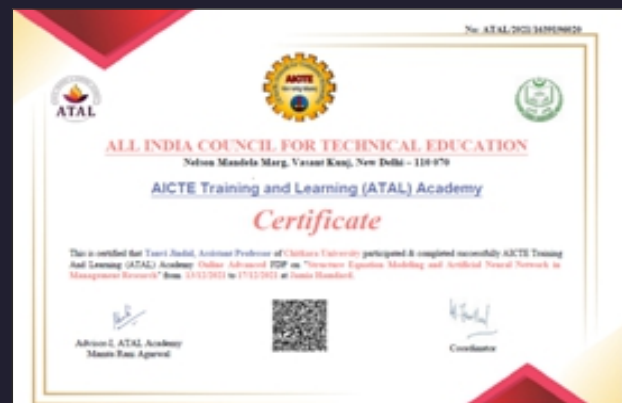 No: ATAL/2021/1639196020
ATAL
AICTE
ALL INDIA COUNCIL FOR TECHNICAL EDUCATION
Nelson Mandela Marg, Vasant Kunj, New Delhi – 110 070
AICTE Training and Learning (ATAL) Academy
Certificate
This is certified that Tanvi Jindal, Assistant Professor of Chitkara University participated & completed successfully AICTE Training
And Learning (ATAL) Academy Online Advanced FDP on "Structure Equation Modeling and Artificial Neural Network in
Management Research" from 13/12/2021 to 17/12/2021 at Jamia Hamdard.
Advisor-I, ATAL Academy
Mamta Rani Agarwal
Coordinator